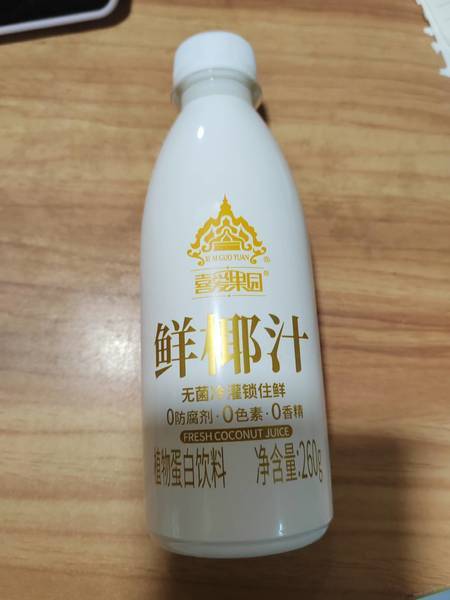 XI AI GUO YUAN
喜爱果园
鲜椰汁
无菌冷灌锁住鲜
0防腐剂·0色素·0香精
FRESH COCONUT JUICE
植物蛋白饮料 净含量:260g